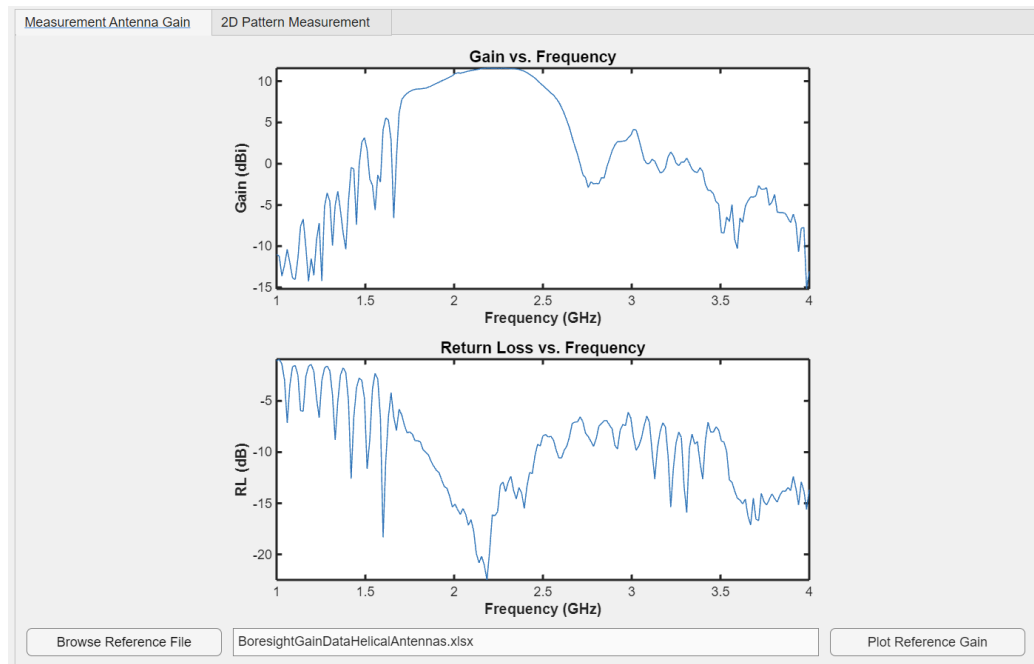 Measurement Antenna Gain 2D Pattern Measurement
Gain vs. Frequency
10
5
0
-5
-10
-15
Gain (dBi)
1 1.5 2 2.5 3 3.5 4
Frequency (GHz)
Return Loss vs. Frequency
-5
-10
-15
-20
RL (dB)
1 1.5 2 2.5 3 3.5 4
Frequency (GHz)
Browse Reference File BoresightGainDataHelicalAntennas.xlsx Plot Reference Gain